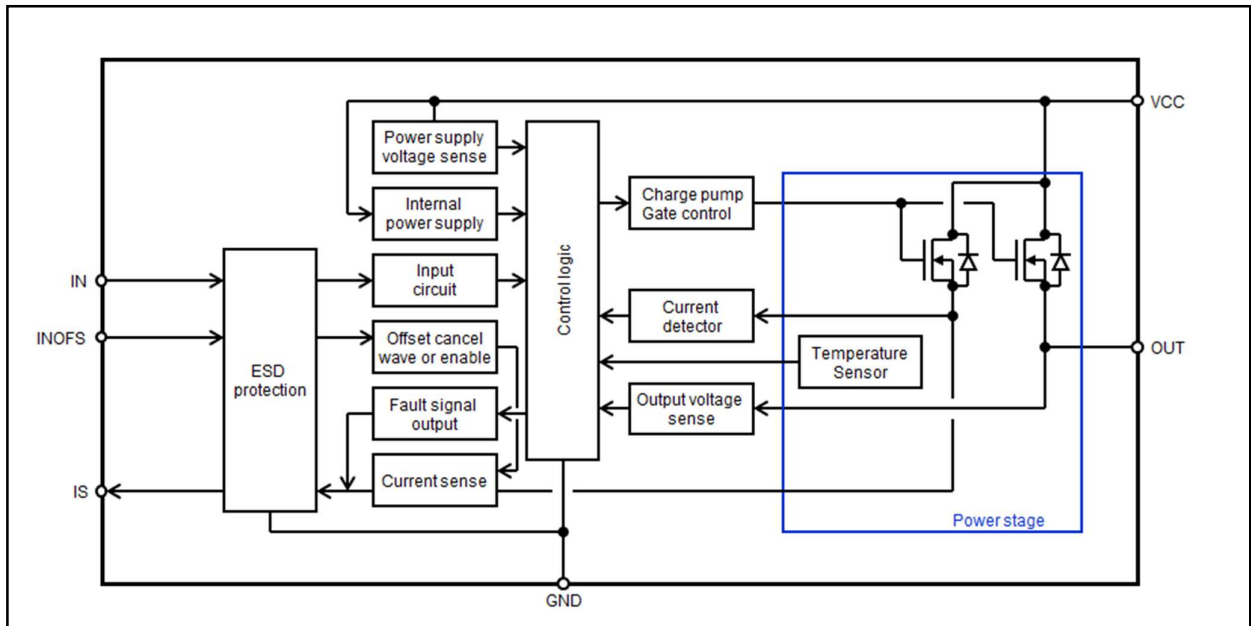 VCC
Power supply
voltage sense
Charge pump
Gate control
Internal
power supply
Control logic
IN
Input
circuit
INOFS
ESD
protection
Offset cancel
wave or enable
Current
detector
OUT
Temperature
Sensor
Fault signal
output
Output voltage
sense
IS
Current sense
Power stage
GND